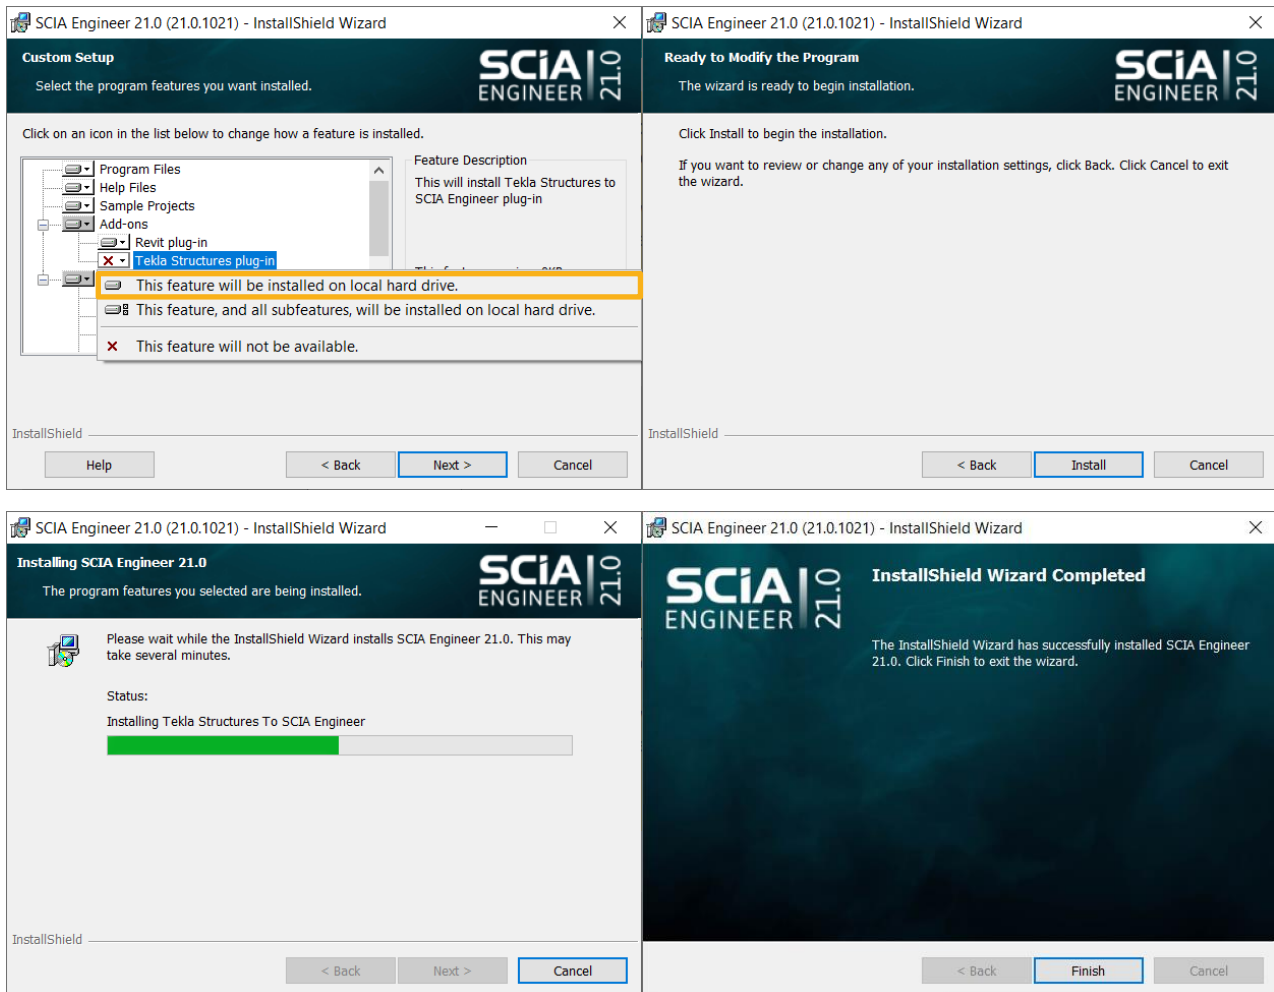 SCIA Engineer 21.0 (21.0.1021) - InstallShield Wizard
Custom Setup
Select the program features you want installed.
SCiA
ENGINEER
21.0
Click on an icon in the list below to change how a feature is installed.
Program Files
Help Files
Sample Projects
Add-ons
Revit plug-in
Tekla Structures plug-in
Feature Description
This will install Tekla Structures to
SCIA Engineer plug-in
This feature will be installed on local hard drive.
This feature, and all subfeatures, will be installed on local hard drive.
This feature will not be available.
InstallShield
Help
< Back
Next >
Cancel
SCIA Engineer 21.0 (21.0.1021) - InstallShield Wizard
Ready to Modify the Program
The wizard is ready to begin installation.
SCiA
ENGINEER
21.0
Click Install to begin the installation.
If you want to review or change any of your installation settings, click Back. Click Cancel to exit
the wizard.
InstallShield
< Back
Install
Cancel
SCIA Engineer 21.0 (21.0.1021) - InstallShield Wizard
Installing SCIA Engineer 21.0
The program features you selected are being installed.
SCiA
ENGINEER
21.0
Please wait while the InstallShield Wizard installs SCIA Engineer 21.0. This may
take several minutes.
Status:
Installing Tekla Structures To SCIA Engineer
InstallShield
< Back
Next >
Cancel
SCIA Engineer 21.0 (21.0.1021) - InstallShield Wizard
SCiA
ENGINEER
21.0
InstallShield Wizard Completed
The InstallShield Wizard has successfully installed SCIA Engineer
21.0. Click Finish to exit the wizard.
< Back
Finish
Cancel